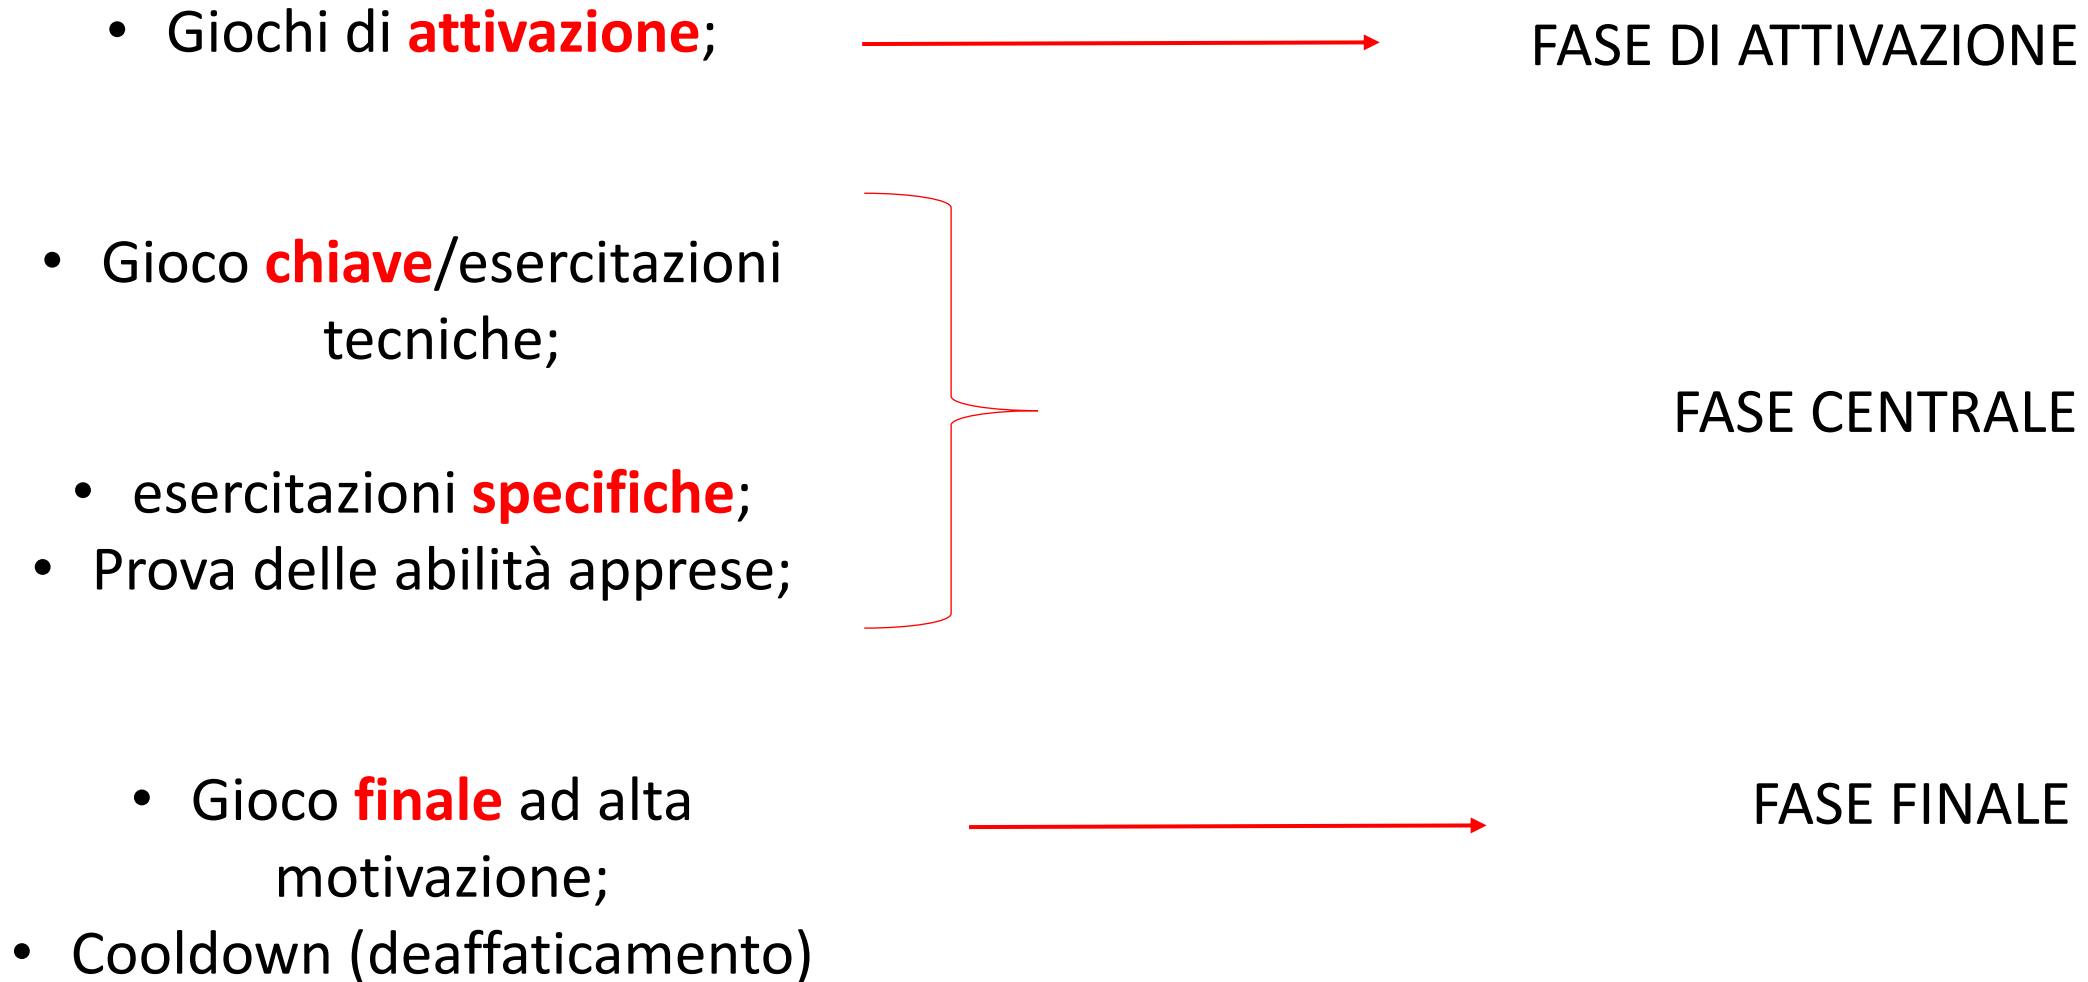 • Giochi di attivazione;
FASE DI ATTIVAZIONE
• Gioco chiave/esercitazioni
tecniche;
FASE CENTRALE
• esercitazioni specifiche;
• Prova delle abilità apprese;
• Gioco finale ad alta
motivazione;
FASE FINALE
• Cooldown (deaffaticamento)